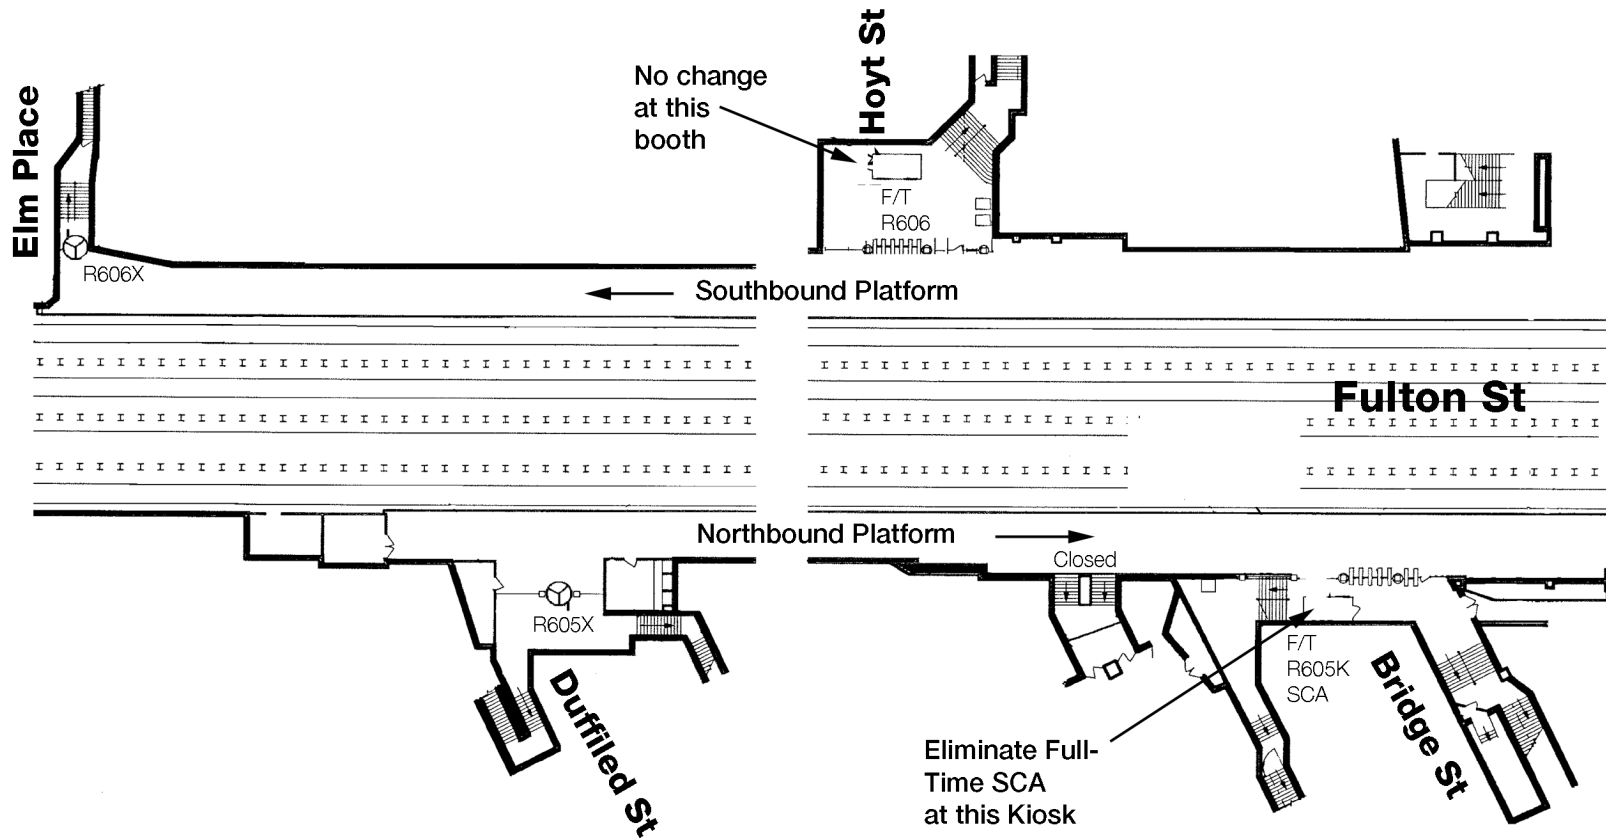 Elm Place
Hoyt St
No change
at this
booth
F/T
R606
R606X
Southbound Platform
Fulton St
Northbound Platform
Closed
R605X
Duffiled St
F/T
R605K
SCA
Bridge St
Eliminate Full-
Time SCA
at this Kiosk